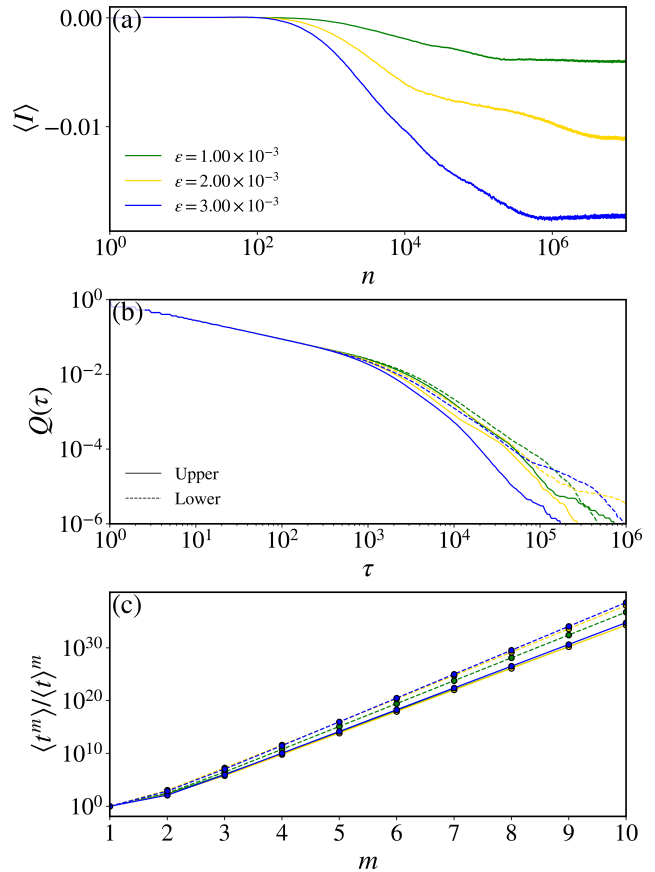 (a)
0.00
−0.01
⟨I⟩
ε = 1.00 × 10⁻³
ε = 2.00 × 10⁻³
ε = 3.00 × 10⁻³
10⁰ 10² 10⁴ 10⁶
n
(b)
10⁰
10⁻²
10⁻⁴
10⁻⁶
Q(τ)
Upper
Lower
10⁰ 10¹ 10² 10³ 10⁴ 10⁵ 10⁶
τ
(c)
10³⁰
10²⁰
10¹⁰
10⁰
⟨tᵐ⟩/⟨t⟩ᵐ
1 2 3 4 5 6 7 8 9 10
m